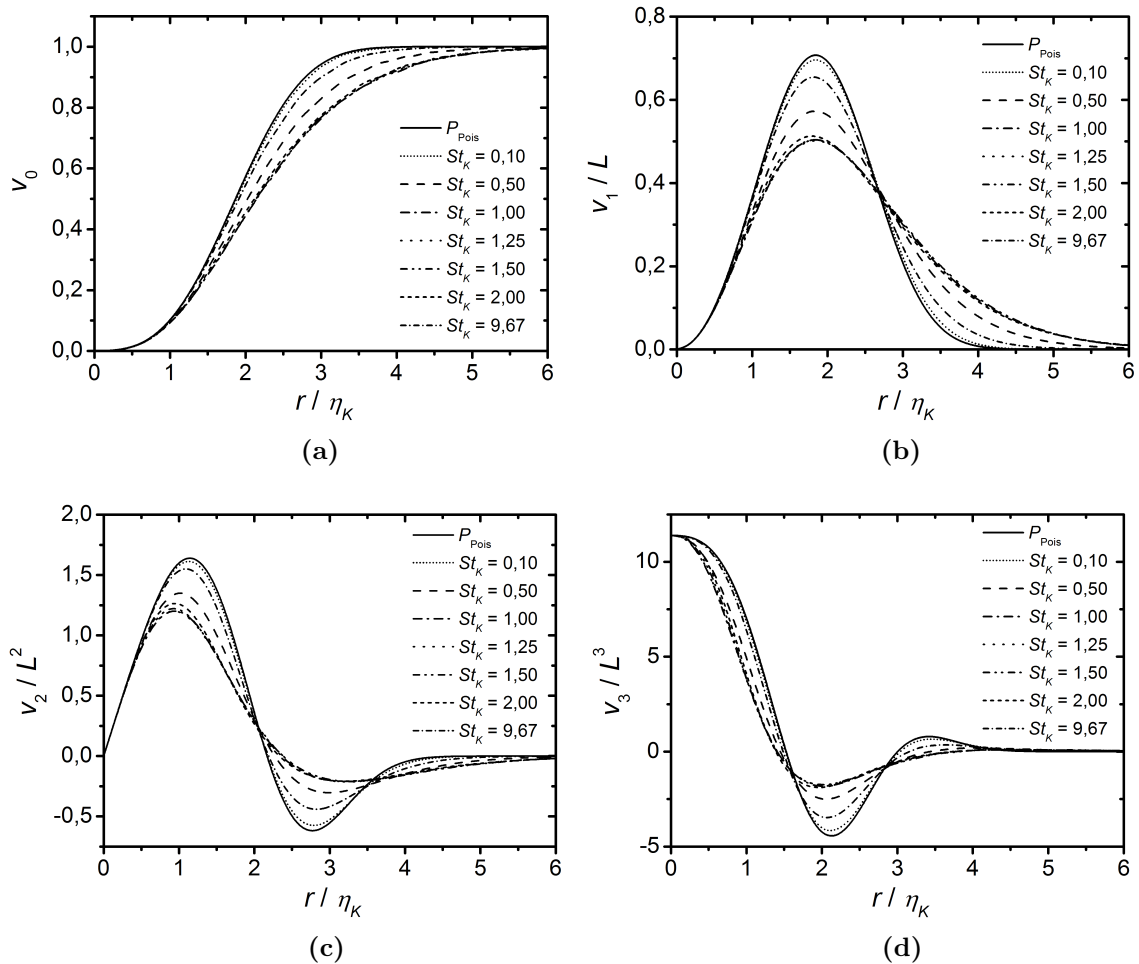 1,0
0,8
0,6
0,4
0,2
0,0
v0
P Pois
StK = 0,10
StK = 0,50
StK = 1,00
StK = 1,25
StK = 1,50
StK = 2,00
StK = 9,67
0 1 2 3 4 5 6
r / ηK
(a)
0,8
0,6
0,4
0,2
0,0
v1 / L
P Pois
StK = 0,10
StK = 0,50
StK = 1,00
StK = 1,25
StK = 1,50
StK = 2,00
StK = 9,67
0 1 2 3 4 5 6
r / ηK
(b)
2,0
1,5
1,0
0,5
0,0
-0,5
v2 / L2
P Pois
StK = 0,10
StK = 0,50
StK = 1,00
StK = 1,25
StK = 1,50
StK = 2,00
StK = 9,67
0 1 2 3 4 5 6
r / ηK
(c)
10
5
0
-5
v3 / L3
P Pois
StK = 0,10
StK = 0,50
StK = 1,00
StK = 1,25
StK = 1,50
StK = 2,00
StK = 9,67
0 1 2 3 4 5 6
r / ηK
(d)